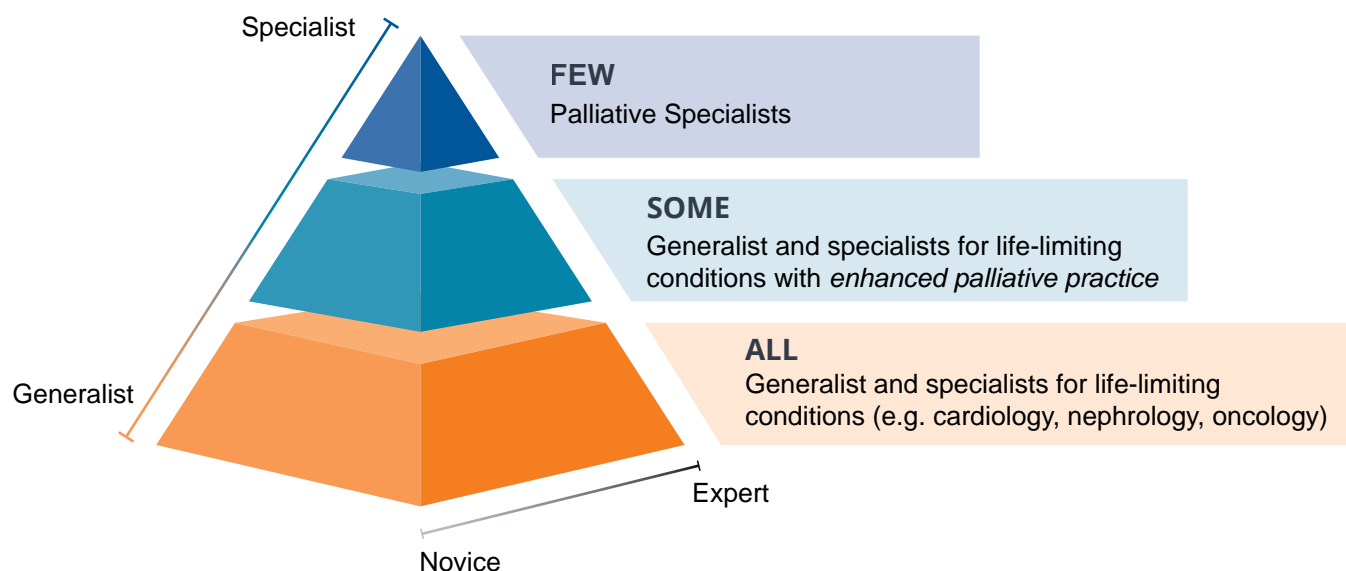 Specialist
FEW
Palliative Specialists
SOME
Generalist and specialists for life-limiting
conditions with enhanced palliative practice
ALL
Generalist and specialists for life-limiting
conditions (e.g. cardiology, nephrology, oncology)
Generalist
Expert
Novice